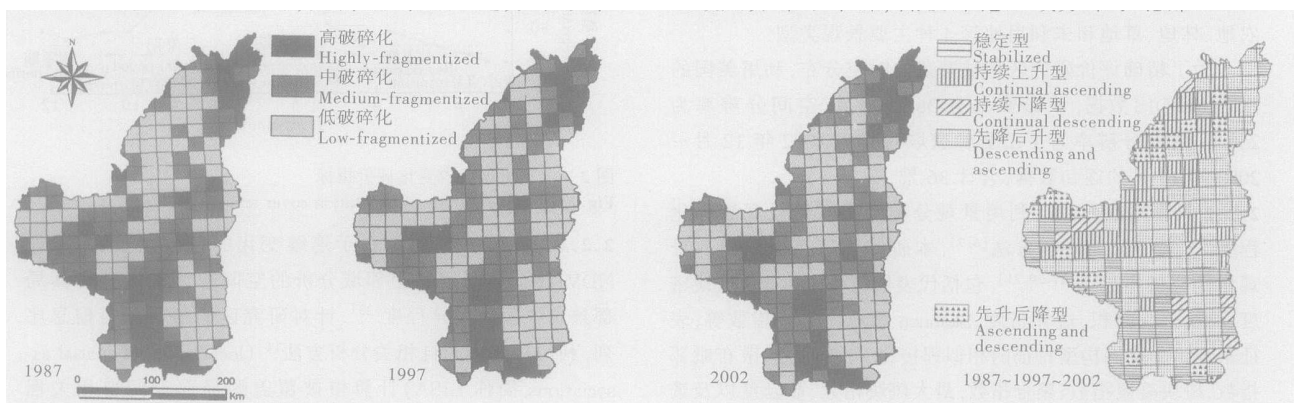 N
高破碎化
Highly-fragmentized
中破碎化
Medium-fragmentized
低破碎化
Low-fragmentized
1987
0 100 200
Km
1997
2002
稳定型
Stabilized
持续上升型
Continual ascending
持续下降型
Continual descending
先降后升型
Descending and
ascending
先升后降型
Ascending and
descending
1987~1997~2002